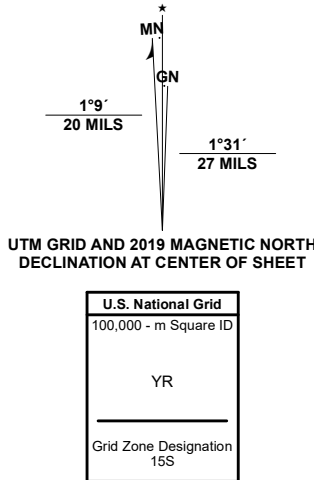 ★
MN
GN
1°9´
20 MILS
1°31´
27 MILS
UTM GRID AND 2019 MAGNETIC NORTH
DECLINATION AT CENTER OF SHEET
U.S. National Grid
100,000 - m Square ID
YR
Grid Zone Designation
15S